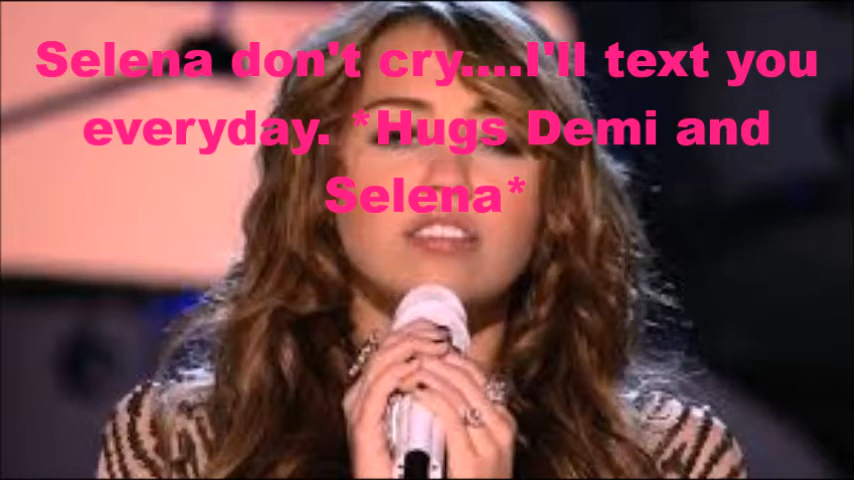 Selena don't cry....I'll text you
everyday. *Hugs Demi and
Selena*